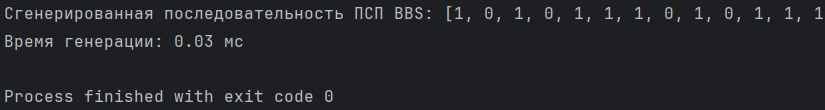 Сгенерированная последовательность ПСП BBS: [1, 0, 1, 0, 1, 1, 1, 0, 1, 0, 1, 1, 1
Время генерации: 0.03 мс
Process finished with exit code 0